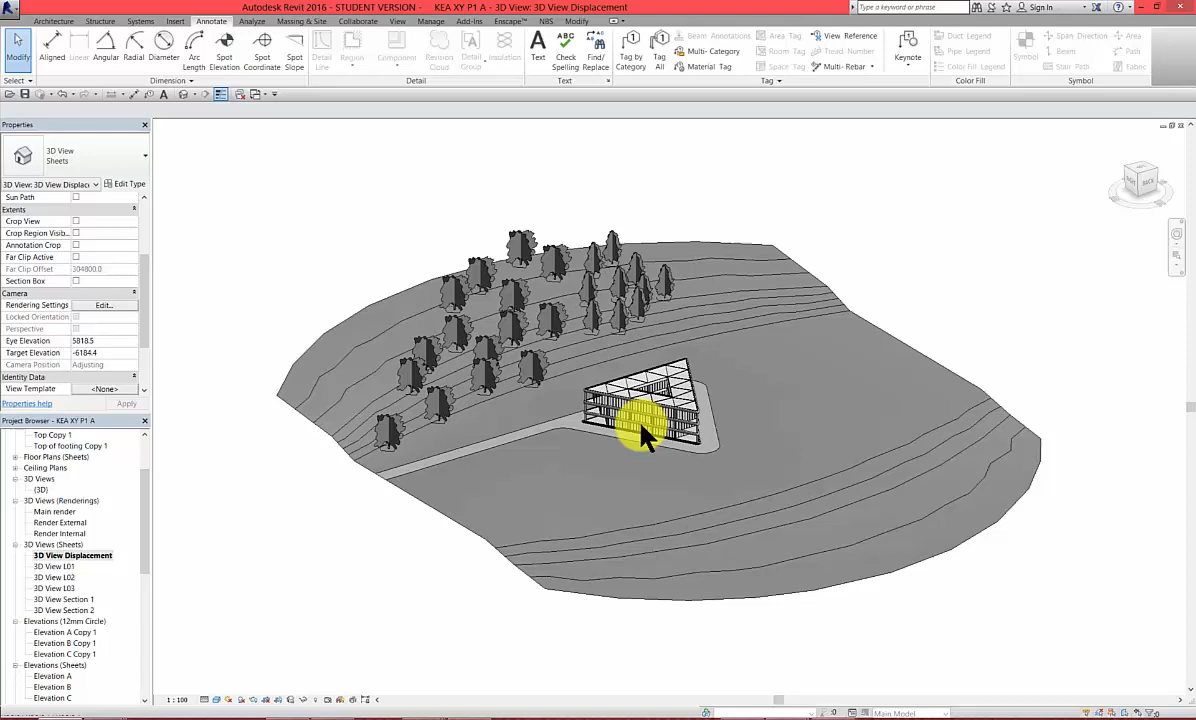 Autodesk Revit 2016 - STUDENT VERSION - KEA XY P1 A - 3D View: 3D View Displacement
Type a keyword or phrase
Sign In
Architecture Structure Systems Insert Annotate Analyze Massing & Site Collaborate View Manage Add-Ins Enscape™ NBS Modify
Modify
Aligned Linear Angular Radial Diameter Arc Length Spot Elevation Spot Coordinate Spot Slope
Detail Line Region Component Revision Cloud Detail Group Insulation
Text Check Spelling Find/ Replace
Tag by Category Tag All
Beam Annotations
Multi- Category
Material Tag
Area Tag
Room Tag
Space Tag
View Reference
Tread Number
Multi- Rebar
Keynote
Duct Legend
Pipe Legend
Color Fill Legend
Symbol
Span Direction
Beam
Stair Path
Area
Path
Fabric
Select Dimension Detail Text Tag Color Fill Symbol
Properties
3D View
Sheets
3D View: 3D View Displac Edit Type
Sun Path
Extents
Crop View
Crop Region Visib...
Annotation Crop
Far Clip Active
Far Clip Offset 304800.0
Section Box
Camera
Rendering Settings Edit...
Locked Orientation
Perspective
Eye Elevation 5818.5
Target Elevation -6184.4
Camera Position Adjusting
Identity Data
View Template <None>
Properties help Apply
Project Browser - KEA XY P1 A
Top Copy 1
Top of footing Copy 1
Floor Plans (Sheets)
Ceiling Plans
3D Views
{3D}
3D Views (Renderings)
Main render
Render External
Render Internal
3D Views (Sheets)
3D View Displacement
3D View L01
3D View L02
3D View L03
3D View Section 1
3D View Section 2
Elevations (12mm Circle)
Elevation A Copy 1
Elevation B Copy 1
Elevation C Copy 1
Elevations (Sheets)
Elevation A
Elevation B
Elevation C
BACK
1 : 100
:0 Main Model